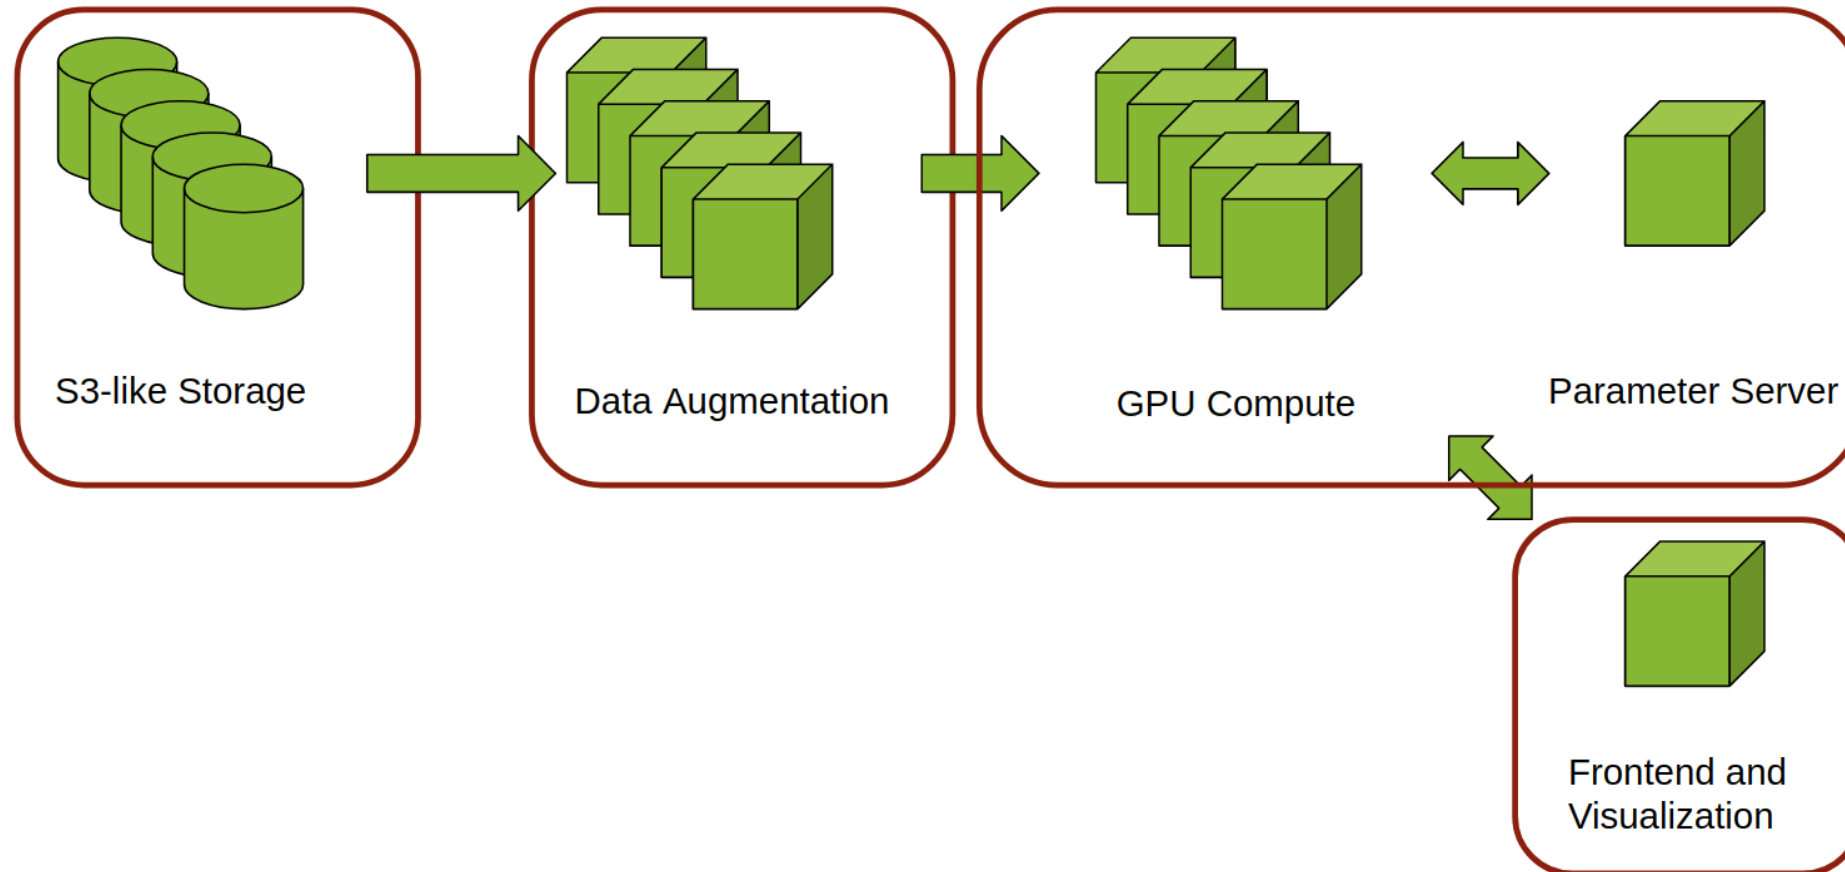 S3-like Storage
Data Augmentation
GPU Compute
Parameter Server
Frontend and
Visualization